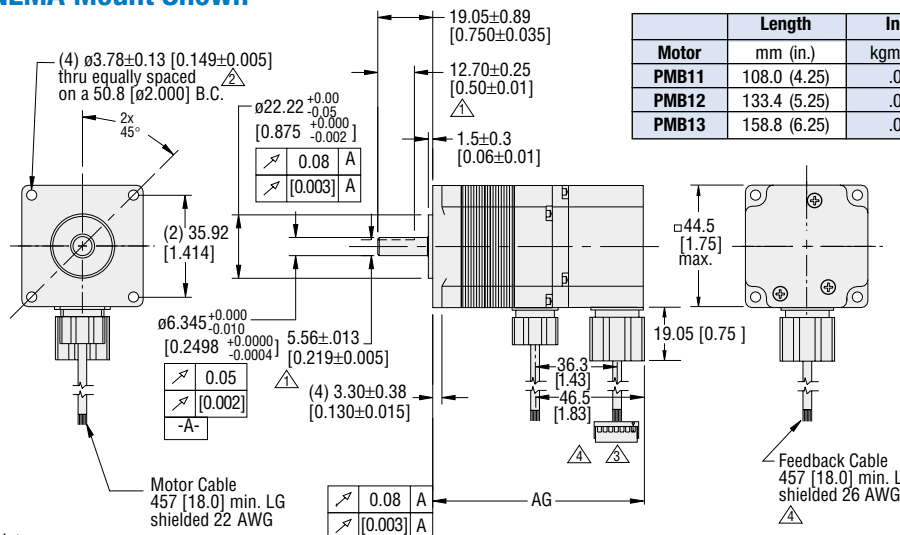 NEMA Mount Shown
Length
Motor mm (in.)
PMB11 108.0 (4.25)
PMB12 133.4 (5.25)
PMB13 158.8 (6.25)
(4) ø3.78±0.13 [0.149±0.005]
thru equally spaced 2
on a 50.8 [ø2.000] B.C.
2x
45°
19.05±0.89
[0.750±0.035]
12.70±0.25
[0.50±0.01]
1
ø22.22 +0.00 -0.05
[0.875 +0.000 -0.002 ]
0.08 A
[0.003] A
1.5±0.3
[0.06±0.01]
(2) 35.92
[1.414]
□44.5
[1.75]
max.
ø6.345 +0.000 -0.010
[0.2498 +0.0000 -0.0004 ]
0.05
[0.002]
-A-
5.56±.013
[0.219±0.005]
1
(4) 3.30±0.38
[0.130±0.015]
19.05 [0.75 ]
36.3
[1.43]
46.5
[1.83]
4 3
Motor Cable
457 [18.0] min. LG
shielded 22 AWG
0.08 A
[0.003] A
AG
Feedback Cable
457 [18.0] min. L
shielded 26 AWG
4